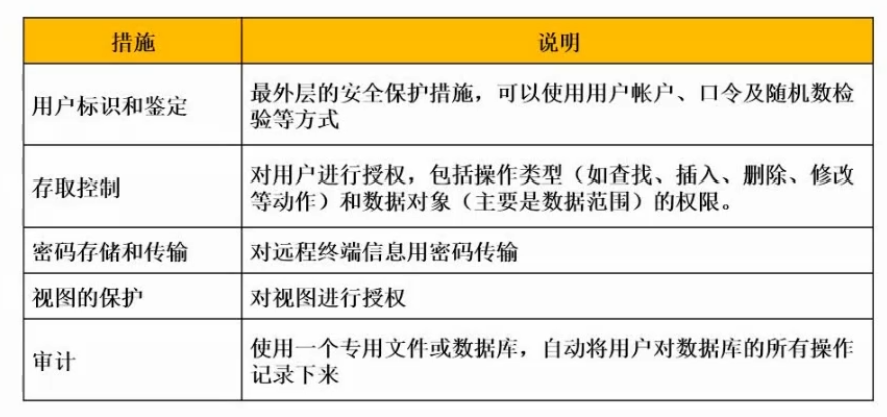 措施
说明
用户标识和鉴定
最外层的安全保护措施，可以使用用户帐户、口令及随机数检
验等方式
存取控制
对用户进行授权，包括操作类型（如查找、插入、删除、修改
等动作）和数据对象（主要是数据范围）的权限。
密码存储和传输
对远程终端信息用密码传输
视图的保护
对视图进行授权
审计
使用一个专用文件或数据库，自动将用户对数据库的所有操作
记录下来